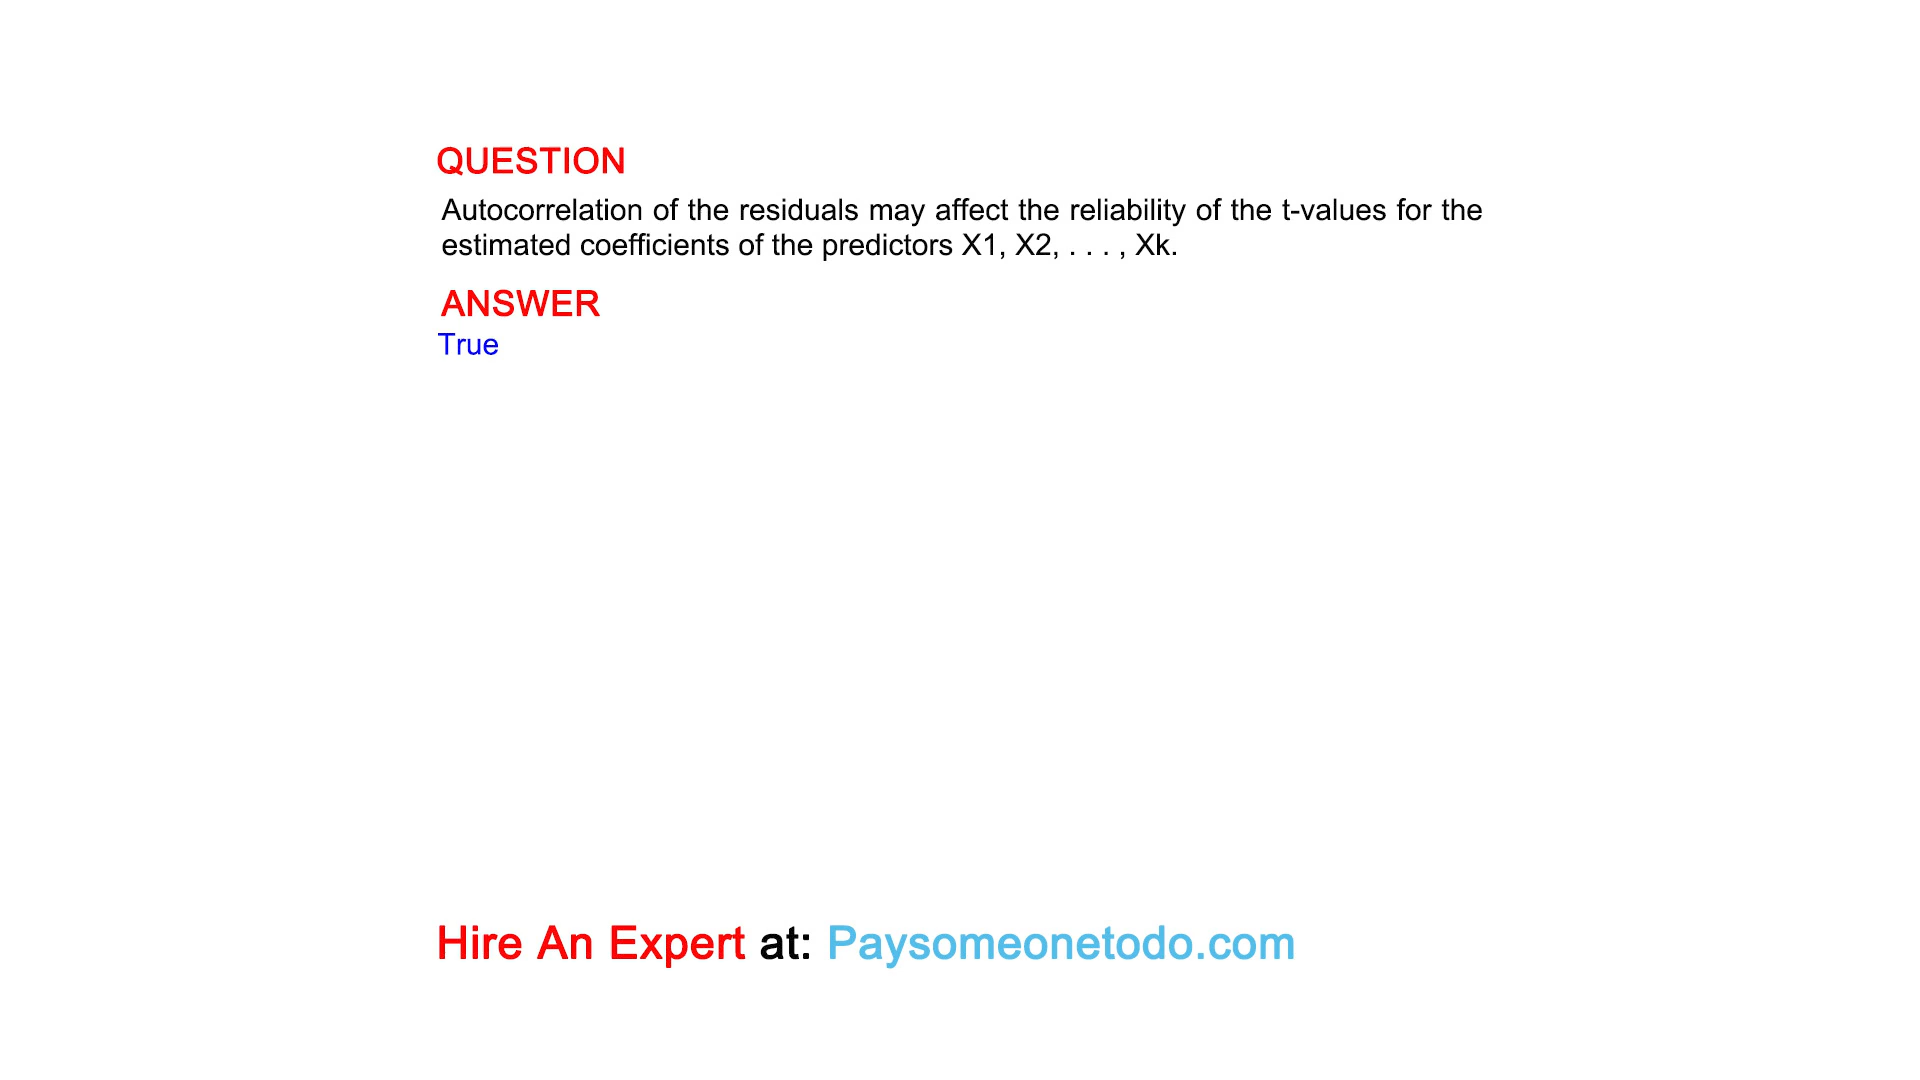 QUESTION
Autocorrelation of the residuals may affect the reliability of the t-values for the
estimated coefficients of the predictors X1, X2, . . . , Xk.
ANSWER
True
Hire An Expert at: Paysomeonetodo.com